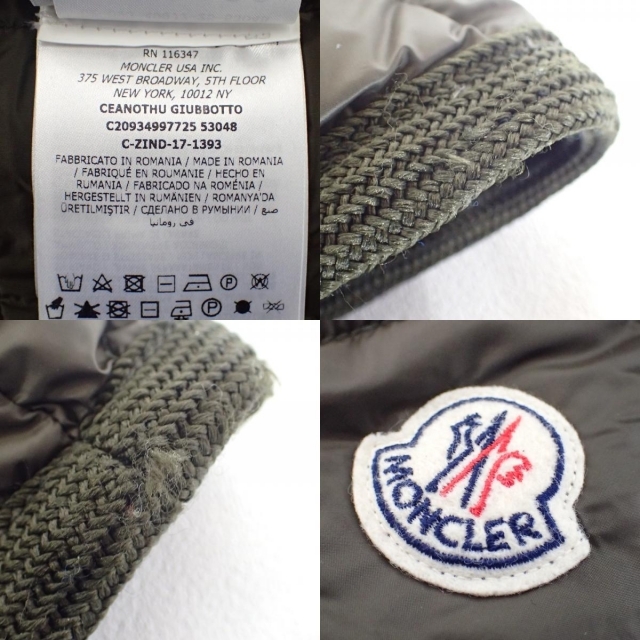 RN 116347
MONCLER USA INC.
375 WEST BROADWAY, 5TH FLOOR
NEW YORK, 10012 NY
CEANOTHU GIUBBOTTO
C20934997725 53048
C-ZIND-17-1393
FABBRICATO IN ROMANIA / MADE IN ROMANIA
/ FABRIQUÉ EN ROUMANIE / HECHO EN
RUMANIA / FABRICADO NA ROMÉNIA /
HERGESTELLT IN RUMÄNIEN / ROMANYA'DA
ÜRETILMIŞTIR / СДЕЛАНО В РУМЫНИИ / صنع
في رومانيا
MONCLER